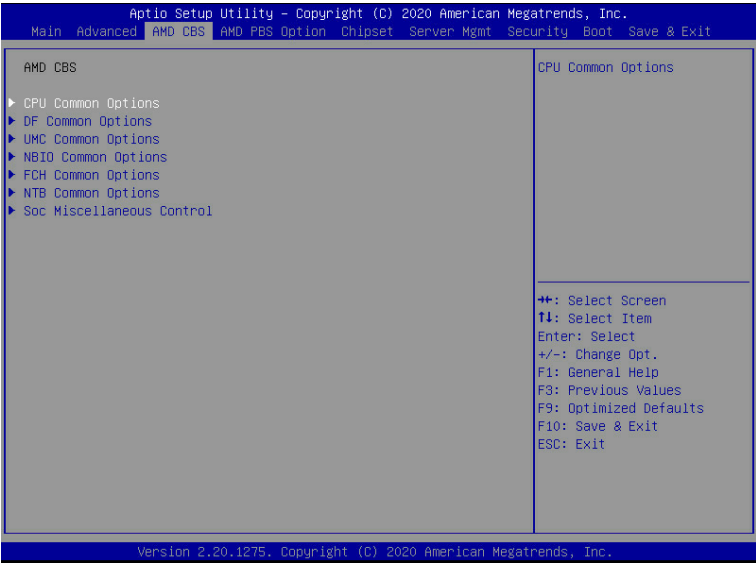 Aptio Setup Utility – Copyright (C) 2020 American Megatrends, Inc.
Main Advanced AMD CBS AMD PBS Option Chipset Server Mgmt Security Boot Save & Exit
AMD CBS
CPU Common Options
DF Common Options
UMC Common Options
NBIO Common Options
FCH Common Options
NTB Common Options
Soc Miscellaneous Control
CPU Common Options
→←: Select Screen
↑↓: Select Item
Enter: Select
+/-: Change Opt.
F1: General Help
F3: Previous Values
F9: Optimized Defaults
F10: Save & Exit
ESC: Exit
Version 2.20.1275. Copyright (C) 2020 American Megatrends, Inc.